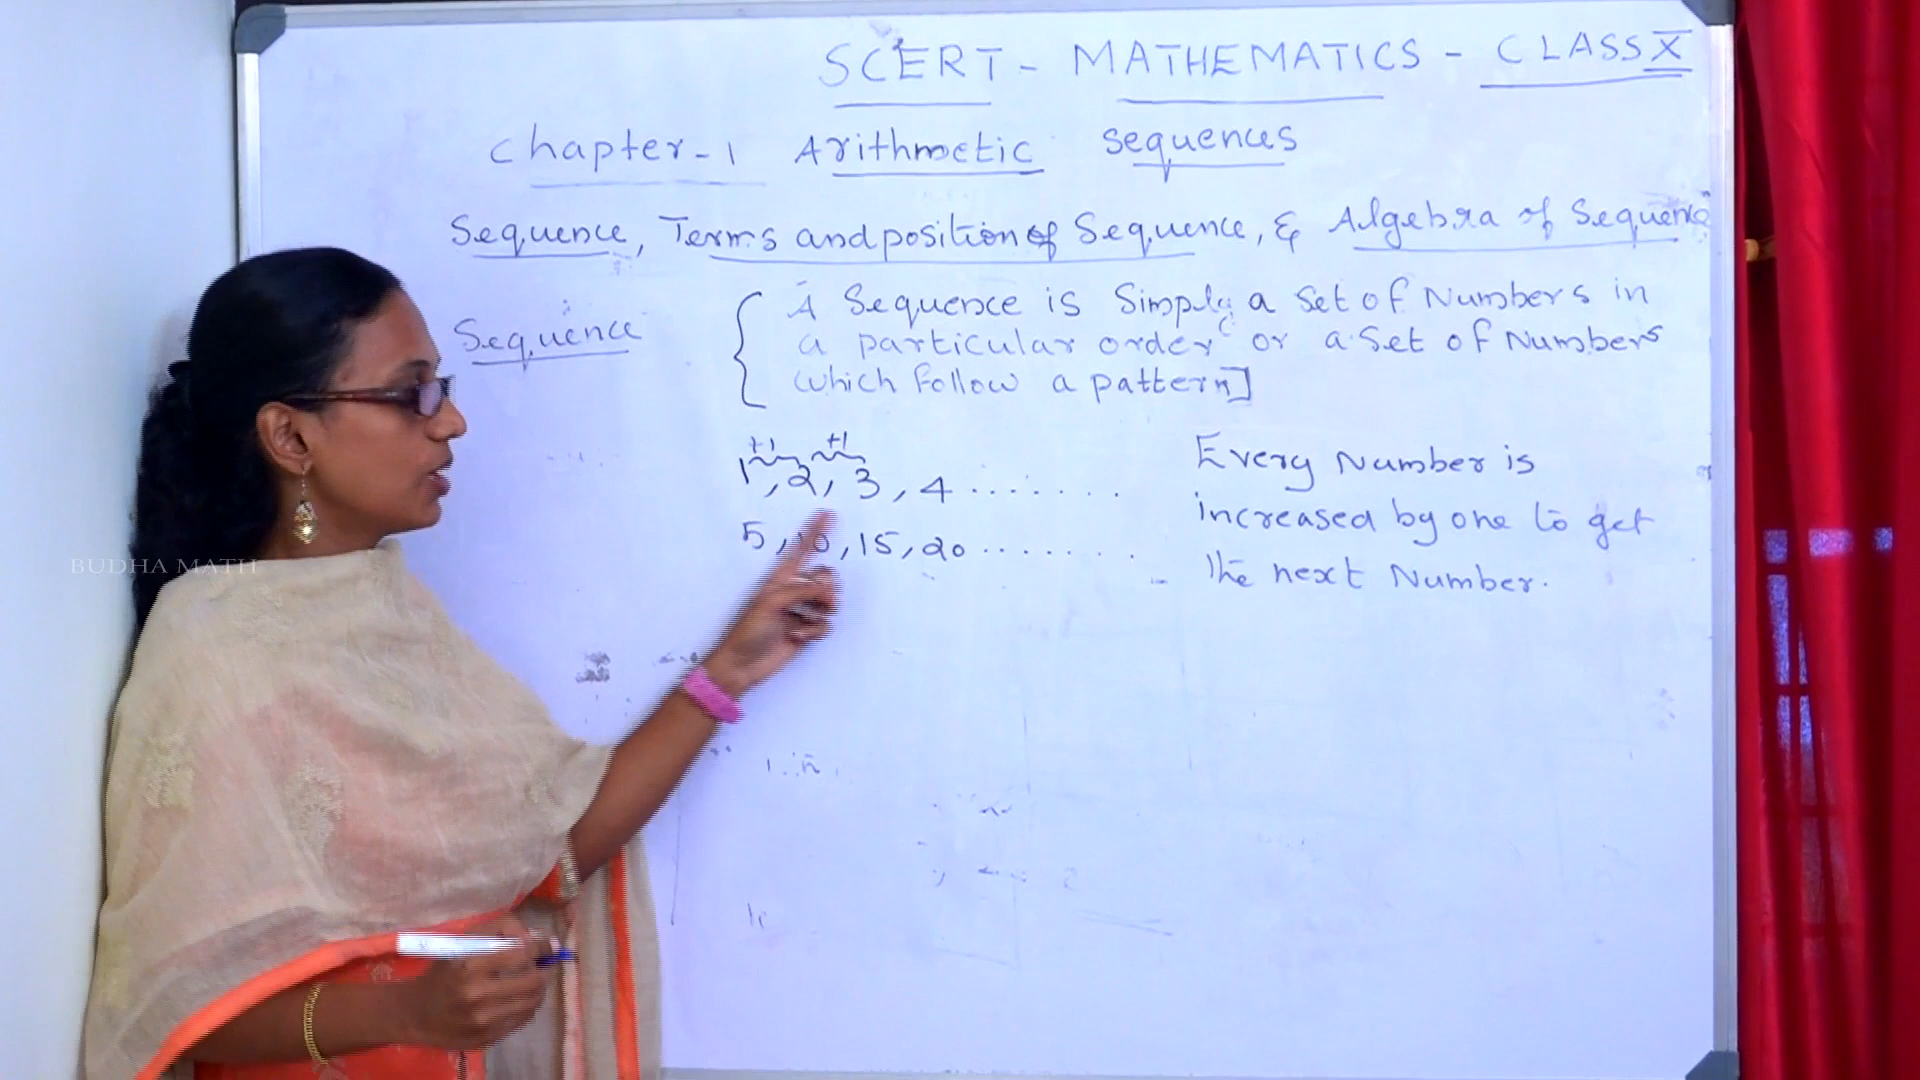 SCERT - MATHEMATICS - CLASS X
Chapter-1 Arithmetic Sequences
Sequence, Terms and position of Sequence, & Algebra of Sequence
Sequence
{ A Sequence is Simply a Set of Numbers in
a particular order or a Set of Numbers
which follow a pattern]
+1 +1
1, 2, 3, 4 .......
5, 10, 15, 20 .......
Every Number is
increased by one to get
the next Number.
BUDHA MATH